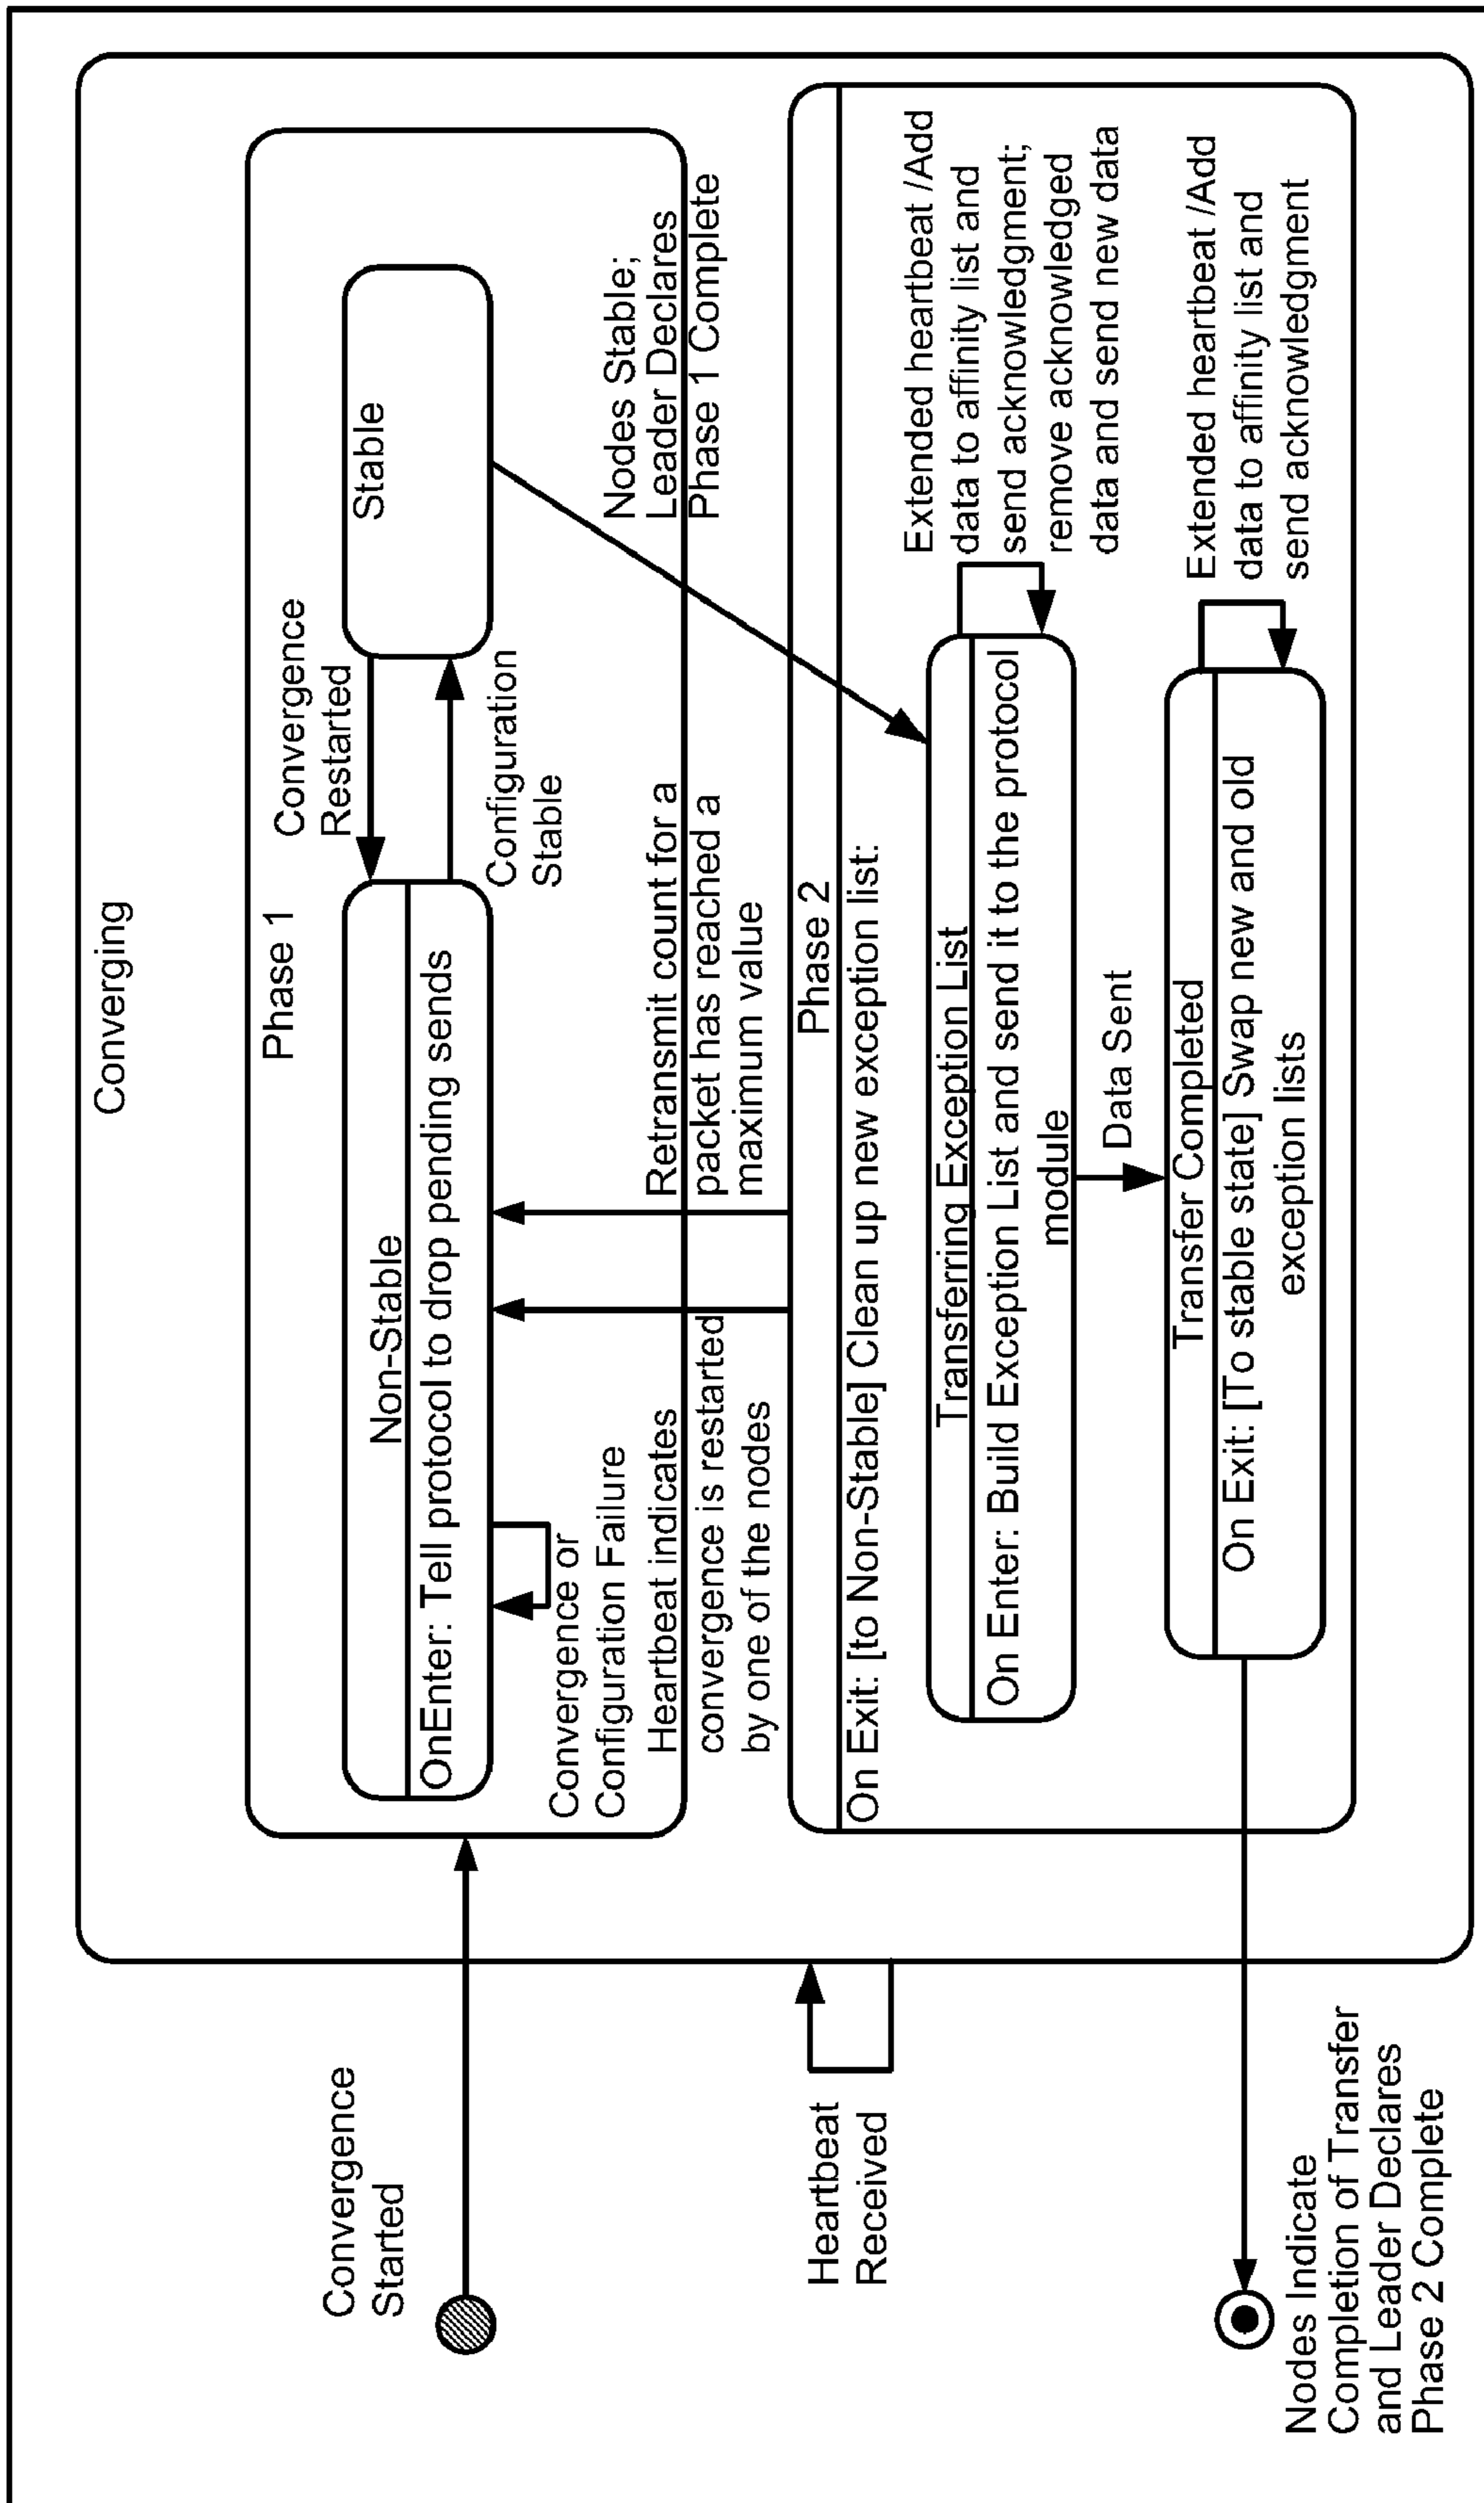 Converging
Convergence
Started
Phase 1
Non-Stable
OnEnter: Tell protocol to drop pending sends
Convergence
Restarted
Stable
Configuration
Stable
Convergence or
Configuration Failure
Heartbeat indicates
convergence is restarted
by one of the nodes
Retransmit count for a
packet has reached a
maximum value
Nodes Stable;
Leader Declares
Phase 1 Complete
Heartbeat
Received
Phase 2
On Exit: [to Non-Stable] Clean up new exception list:
Transferring Exception List
On Enter: Build Exception List and send it to the protocol
module
Extended heartbeat /Add
data to affinity list and
send acknowledgment;
remove acknowledged
data and send new data
Data Sent
Transfer Completed
On Exit: [To stable state] Swap new and old
exception lists
Extended heartbeat /Add
data to affinity list and
send acknowledgment
Nodes Indicate
Completion of Transfer
and Leader Declares
Phase 2 Complete